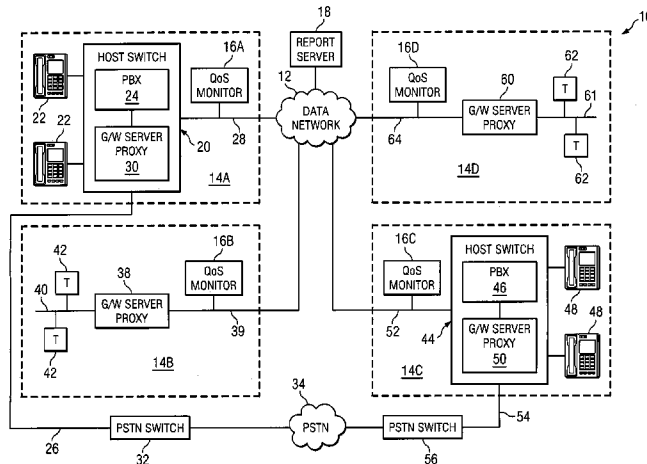 10
18
REPORT
SERVER
16A
QoS
MONITOR
HOST SWITCH
PBX
24
G/W SERVER
PROXY
30
22
22
20
28
14A
12
DATA
NETWORK
16D
QoS
MONITOR
60
G/W SERVER
PROXY
62
T
61
T
62
64
14D
42
T
40
T
42
38
G/W SERVER
PROXY
16B
QoS
MONITOR
39
14B
16C
QoS
MONITOR
52
HOST SWITCH
PBX
46
G/W SERVER
PROXY
50
44
48
48
14C
54
26
PSTN SWITCH
32
34
PSTN
PSTN SWITCH
56